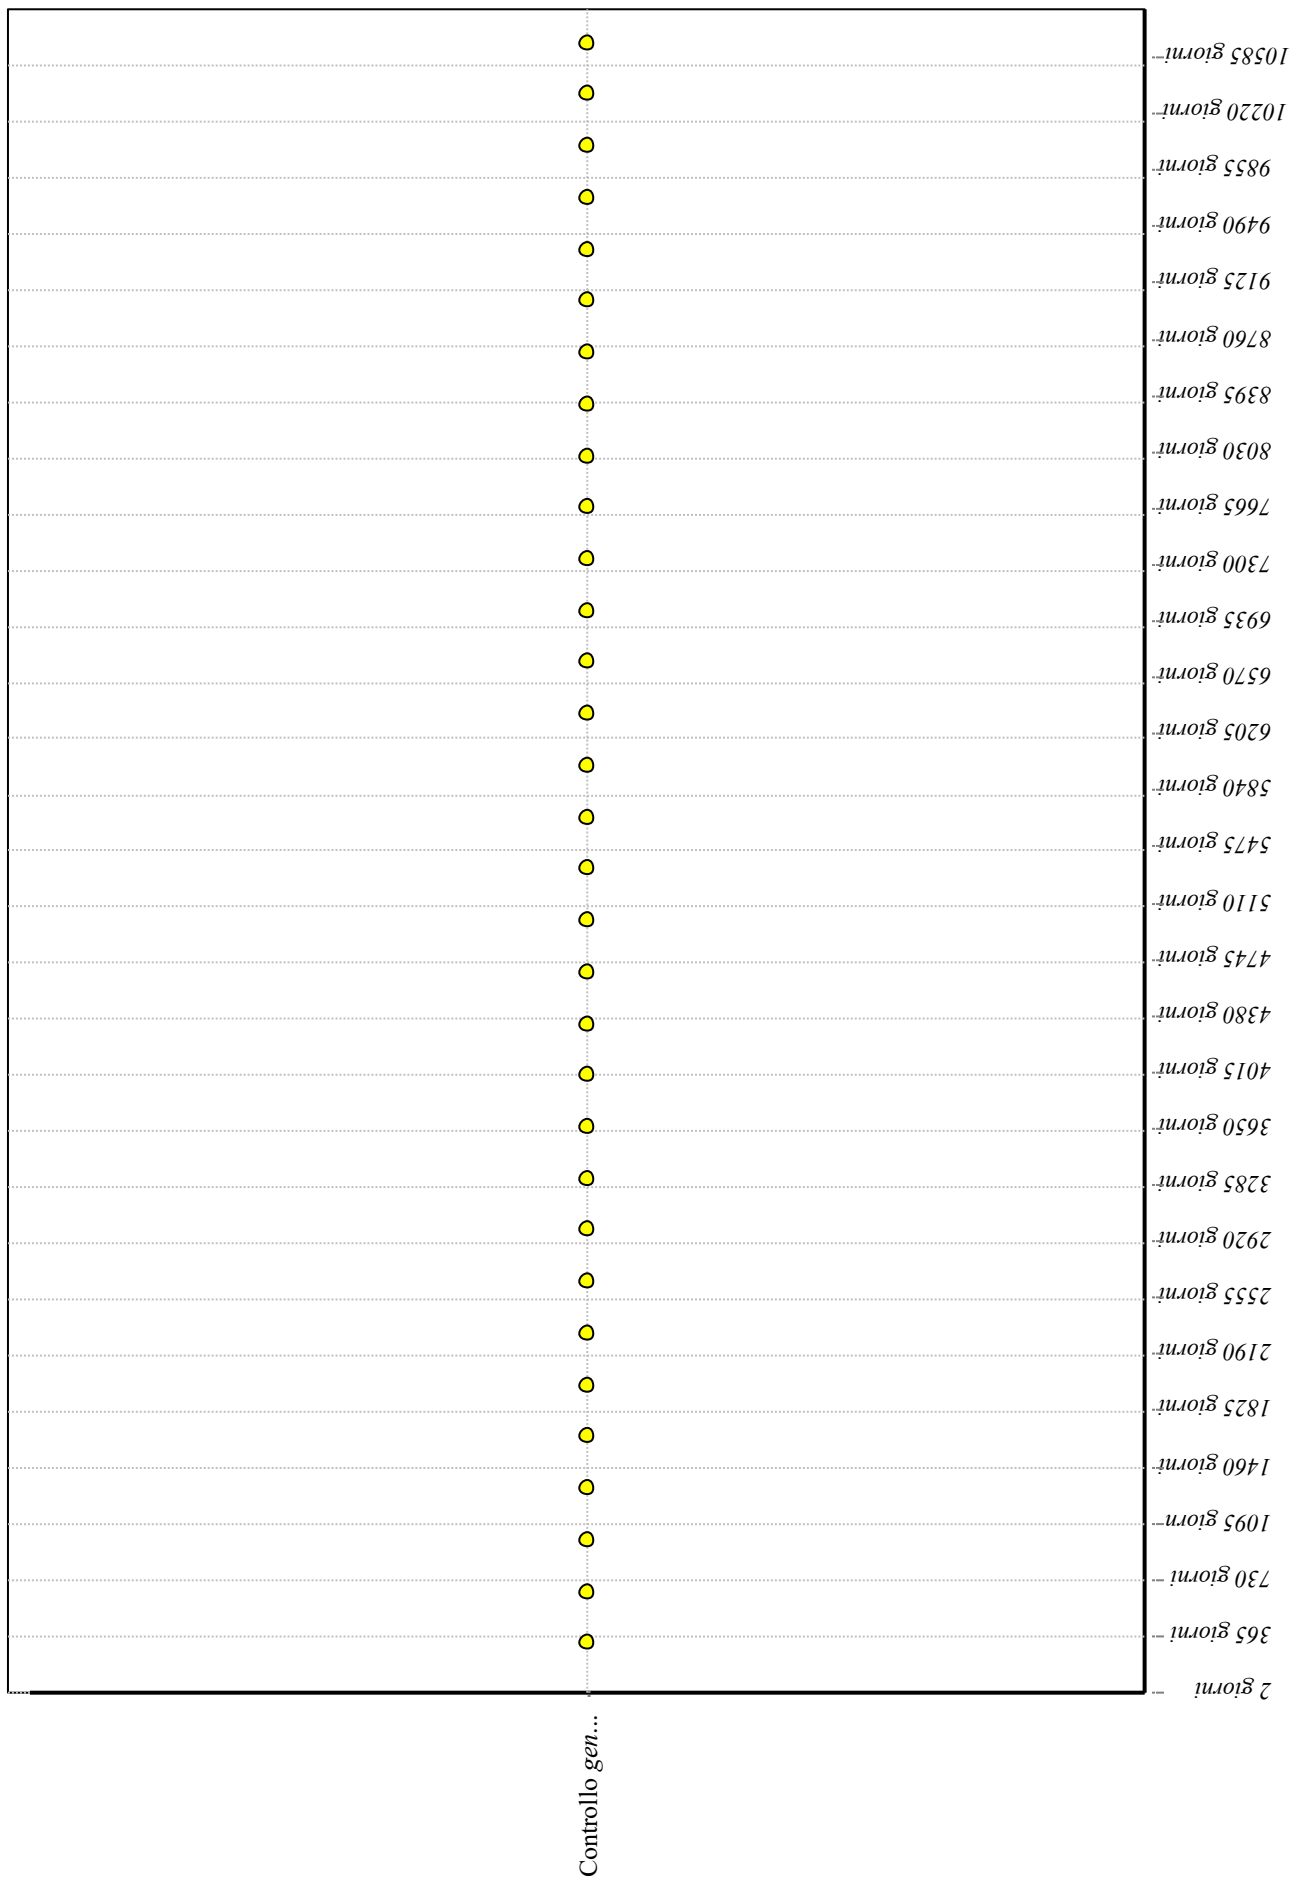 10585 giorni
10220 giorni
9855 giorni
9490 giorni
9125 giorni
8760 giorni
8395 giorni
8030 giorni
7665 giorni
7300 giorni
6935 giorni
6570 giorni
6205 giorni
5840 giorni
5475 giorni
5110 giorni
4745 giorni
4380 giorni
4015 giorni
3650 giorni
3285 giorni
2920 giorni
2555 giorni
2190 giorni
1825 giorni
1460 giorni
1095 giorni
730 giorni
365 giorni
2 giorni
Controllo gen...